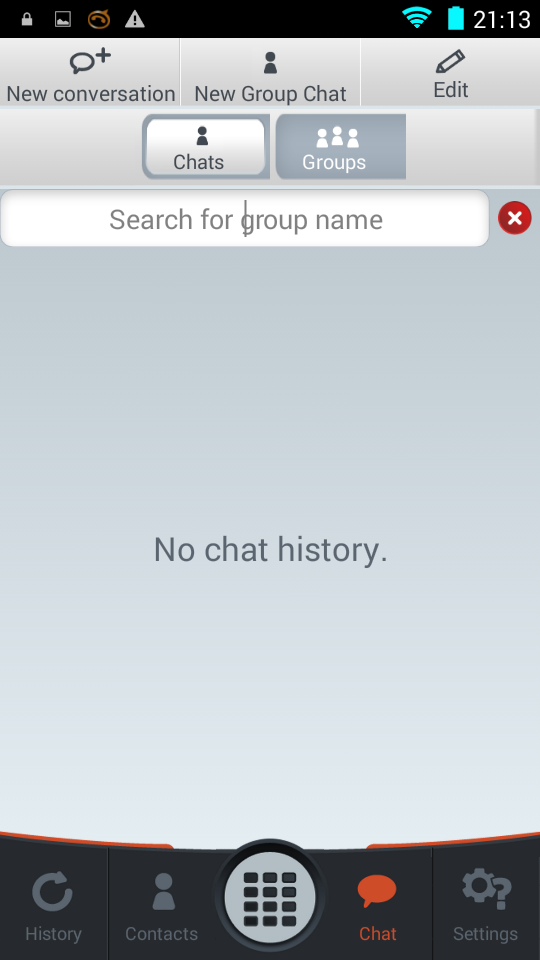 21:13
New conversation
New Group Chat
Edit
Chats
Groups
Search for group name
No chat history.
History
Contacts
Chat
Settings